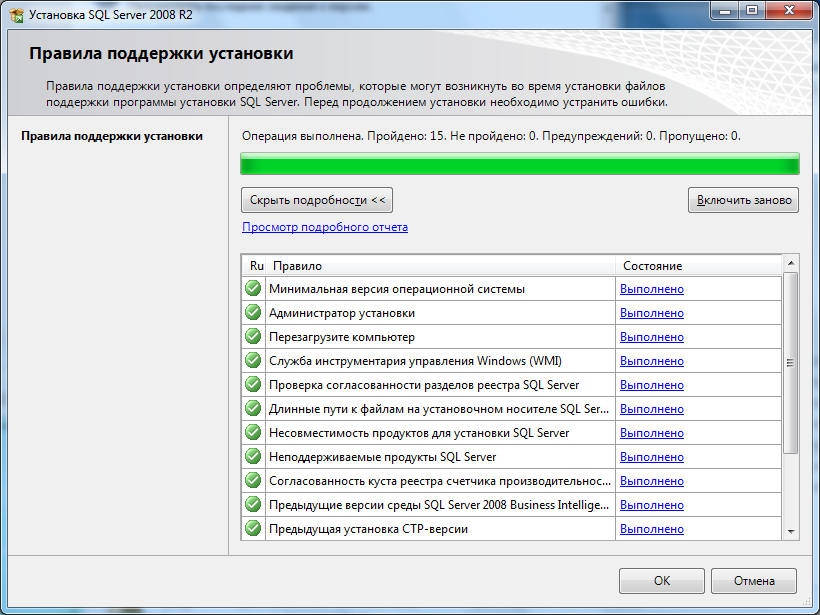 Установка SQL Server 2008 R2
Правила поддержки установки
Правила поддержки установки определяют проблемы, которые могут возникнуть во время установки файлов
поддержки программы установки SQL Server. Перед продолжением установки необходимо устранить ошибки.
Правила поддержки установки
Операция выполнена. Пройдено: 15. Не пройдено: 0. Предупреждений: 0. Пропущено: 0.
Скрыть подробности <<
Включить заново
Просмотр подробного отчета
Ru Правило Состояние
Минимальная версия операционной системы Выполнено
Администратор установки Выполнено
Перезагрузите компьютер Выполнено
Служба инструментария управления Windows (WMI) Выполнено
Проверка согласованности разделов реестра SQL Server Выполнено
Длинные пути к файлам на установочном носителе SQL Ser... Выполнено
Несовместимость продуктов для установки SQL Server Выполнено
Неподдерживаемые продукты SQL Server Выполнено
Согласованность куста реестра счетчика производительнос... Выполнено
Предыдущие версии среды SQL Server 2008 Business Intellige... Выполнено
Предыдущая установка CTP-версии Выполнено
ОК
Отмена